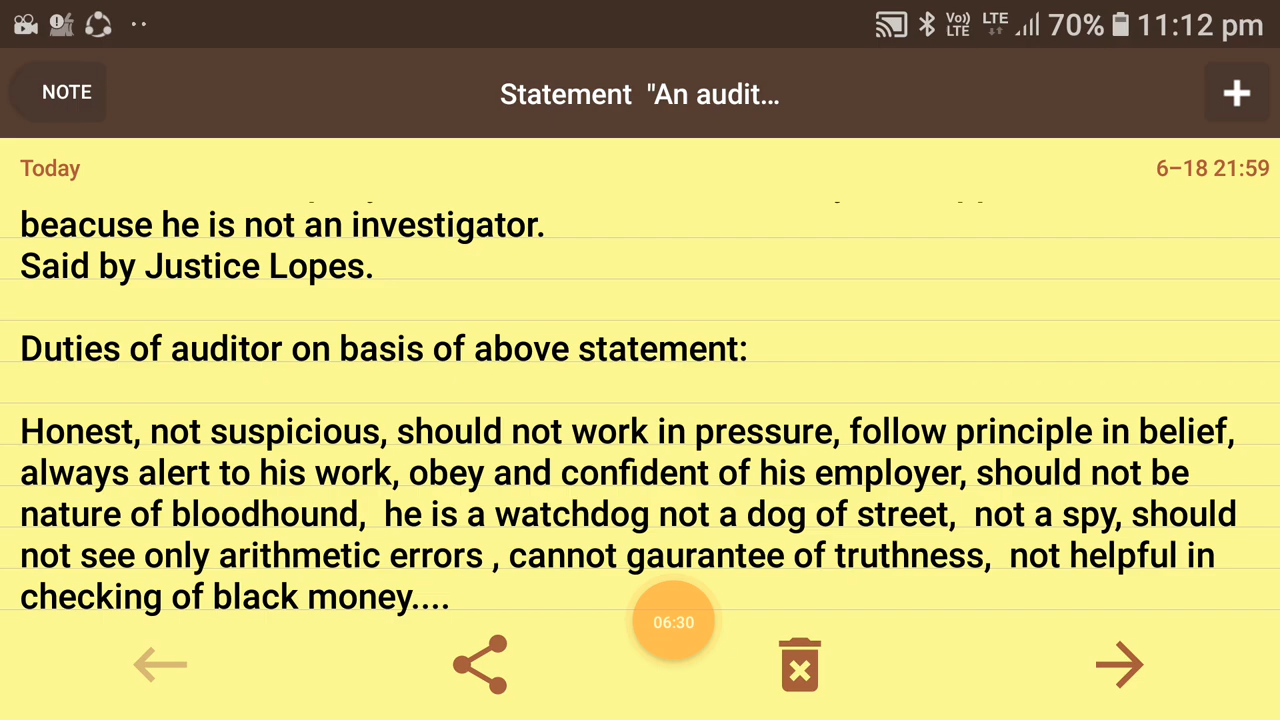 Vo)) LTE LTE 70% 11:12 pm
NOTE
Statement "An audit...
Today
6-18 21:59
beacuse he is not an investigator.
Said by Justice Lopes.
Duties of auditor on basis of above statement:
Honest, not suspicious, should not work in pressure, follow principle in belief,
always alert to his work, obey and confident of his employer, should not be
nature of bloodhound, he is a watchdog not a dog of street, not a spy, should
not see only arithmetic errors , cannot gaurantee of truthness, not helpful in
checking of black money....
06:30